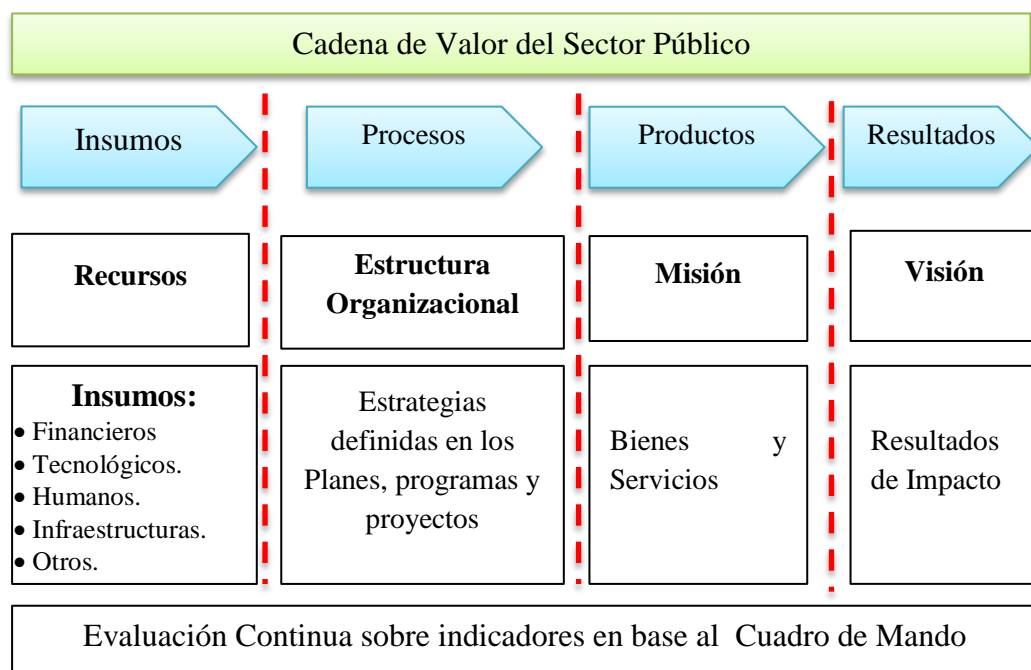 Cadena de Valor del Sector Público
Insumos
Procesos
Productos
Resultados
Recursos
Estructura
Organizacional
Misión
Visión
Insumos:
• Financieros
• Tecnológicos.
• Humanos.
• Infraestructuras.
• Otros.
Estrategias
definidas en los
Planes, programas y
proyectos
Bienes y
Servicios
Resultados
de Impacto
Evaluación Continua sobre indicadores en base al Cuadro de Mando